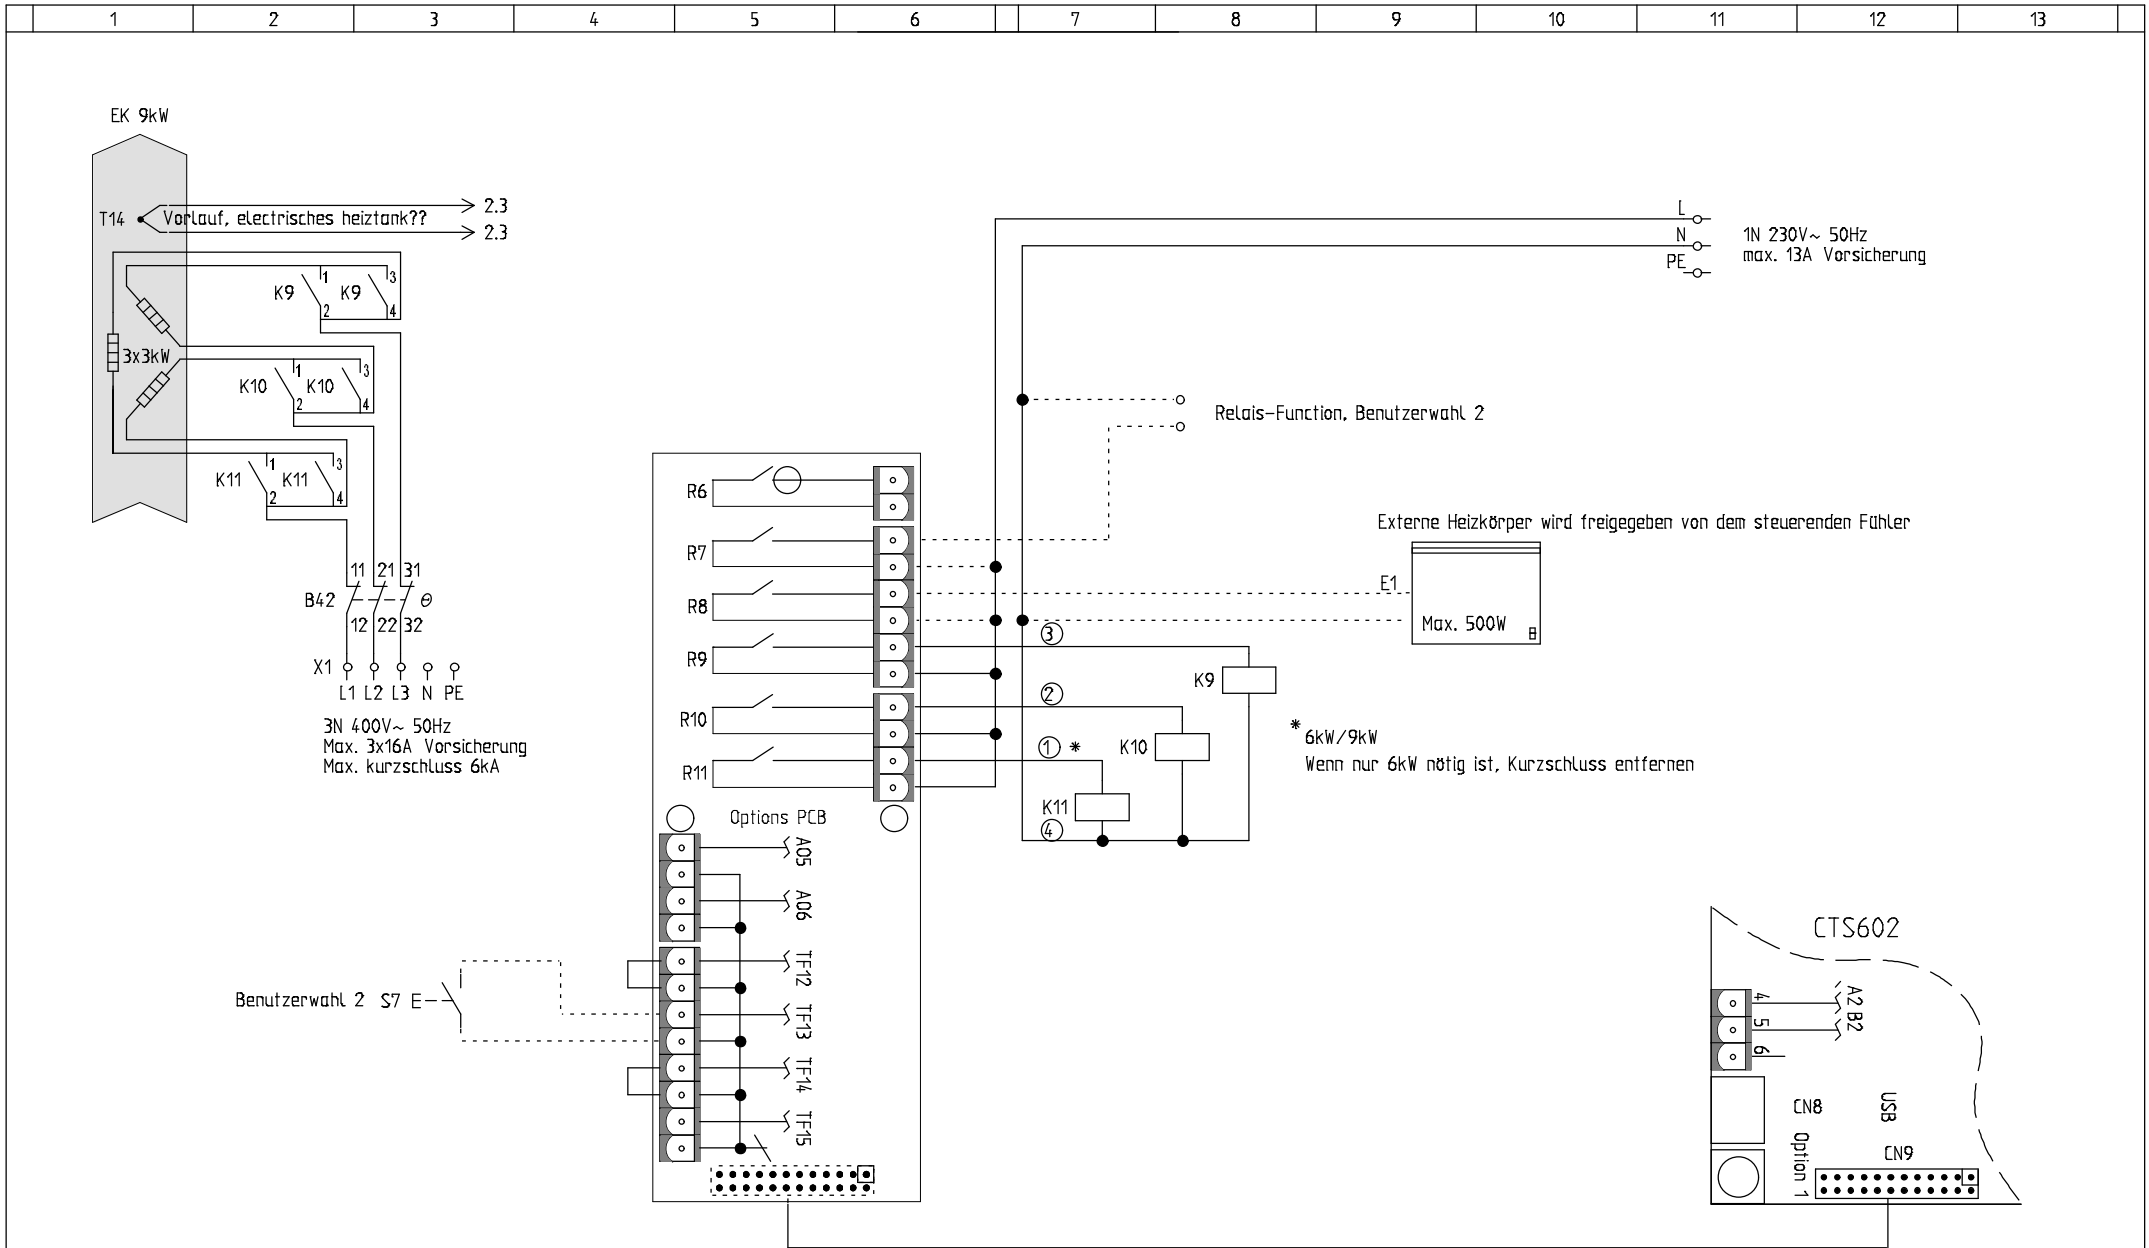 1 2 3 4 5 6 7 8 9 10 11 12 13
EK 9kW
T14
Vorlauf, electrisches heiztank??
2.3
2.3
K9 1 2
K9 3 4
3x3kW
K10 1 2
K10 3 4
K11 1 2
K11 3 4
11 21 31
B42
θ
12 22 32
X1
L1 L2 L3 N PE
3N 400V~ 50Hz
Max. 3x16A Vorsicherung
Max. kurzschluss 6kA
L
N
PE
1N 230V~ 50Hz
max. 13A Vorsicherung
Relais-Function, Benutzerwahl 2
R6
R7
R8
R9
R10
R11
Externe Heizkörper wird freigegeben von dem steuerenden Fühler
E1
Max. 500W
3
K9
2
K10
1 *
K11
4
* 6kW/9kW
Wenn nur 6kW nötig ist, Kurzschluss entfernen
Options PCB
A05
A06
TF12
TF13
TF14
TF15
Benutzerwahl 2 S7 E
CTS602
4 A2
5 B2
6
CN8
USB
Option 1
CN9